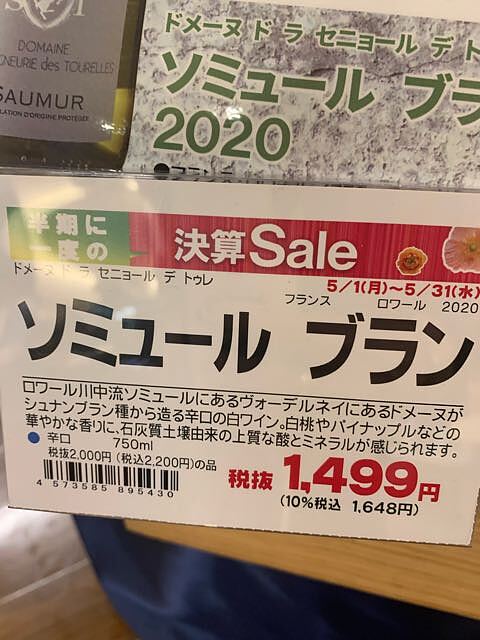 DOMAINE
GNEURIE des TOURELLES
SAUMUR
LATION D'ORIGINE PROTÉGÉE
ドメーヌ ド ラ セニョール デ ト
ソミュール ブラ
2020
半期に
一度の
決算Sale
5/1(月)～5/31(水)
ドメーヌ ド ラ セニョール デ トゥレ
フランス ロワール 2020
ソミュール ブラン
ロワール川中流ソミュールにあるヴォーデルネイにあるドメーヌが
シュナンブラン種から造る辛口の白ワイン。白桃やパイナップルなどの
華やかな香りに、石灰質土壌由来の上質な酸とミネラルが感じられます。
●辛口 750ml
税抜2,000円(税込2,200円)の品
税抜 1,499円
(10%税込 1,648円)
4 573585 895430